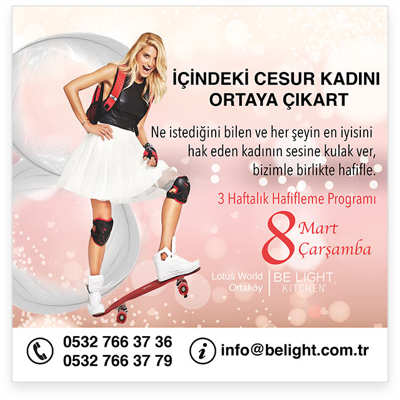 İÇİNDEKİ CESUR KADINI
ORTAYA ÇIKART
Ne istediğini bilen ve her şeyin en iyisini
hak eden kadının sesine kulak ver,
bizimle birlikte hafifle.
3 Haftalık Hafifleme Programı
8 Mart
Çarşamba
Lotus World
Ortaköy
BE LIGHT
KITCHEN
0532 766 37 36
0532 766 37 79
info@belight.com.tr